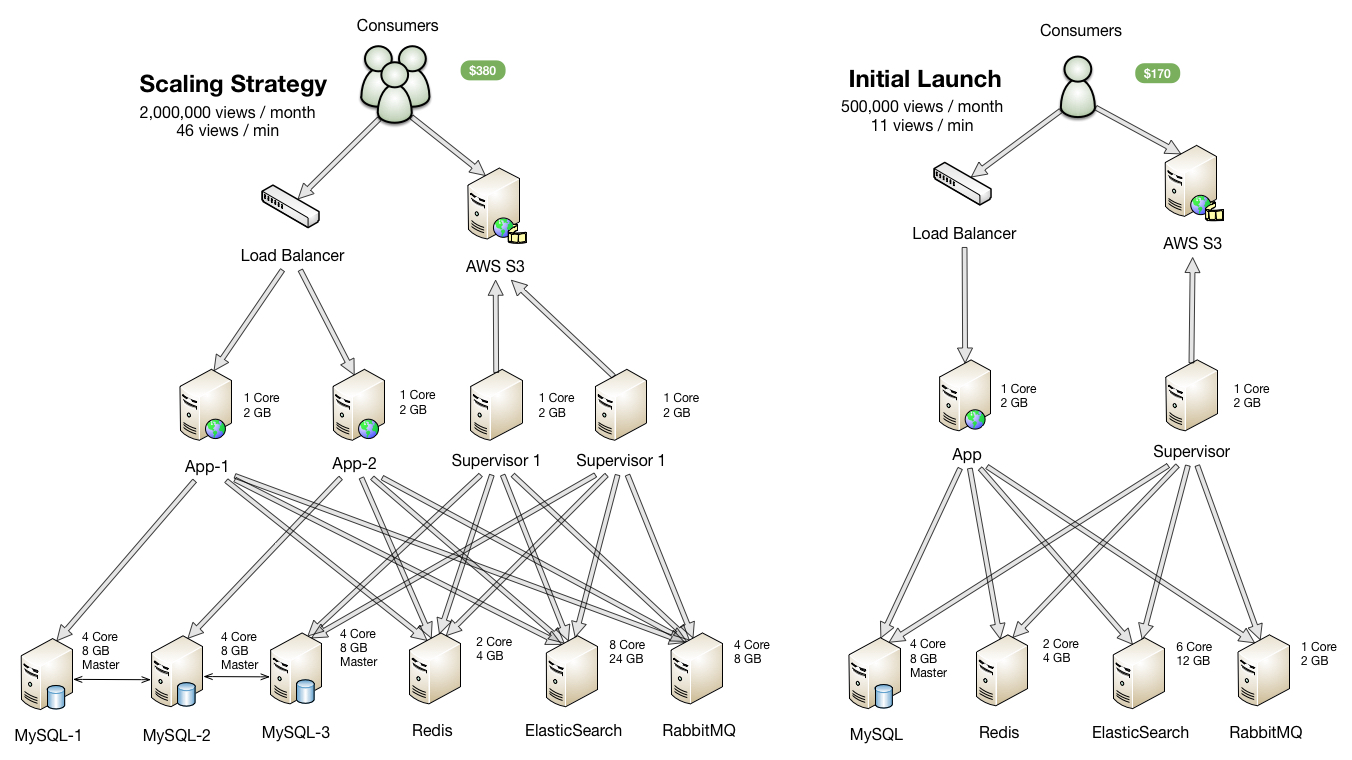 Consumers
$380
Scaling Strategy
2,000,000 views / month
46 views / min
Load Balancer
AWS S3
1 Core
2 GB
1 Core
2 GB
1 Core
2 GB
1 Core
2 GB
App-1
App-2
Supervisor 1
Supervisor 1
4 Core
8 GB
Master
4 Core
8 GB
Master
4 Core
8 GB
Master
2 Core
4 GB
8 Core
24 GB
4 Core
8 GB
MySQL-1
MySQL-2
MySQL-3
Redis
ElasticSearch
RabbitMQ
Consumers
$170
Initial Launch
500,000 views / month
11 views / min
Load Balancer
AWS S3
1 Core
2 GB
1 Core
2 GB
App
Supervisor
4 Core
8 GB
Master
2 Core
4 GB
6 Core
12 GB
1 Core
2 GB
MySQL
Redis
ElasticSearch
RabbitMQ